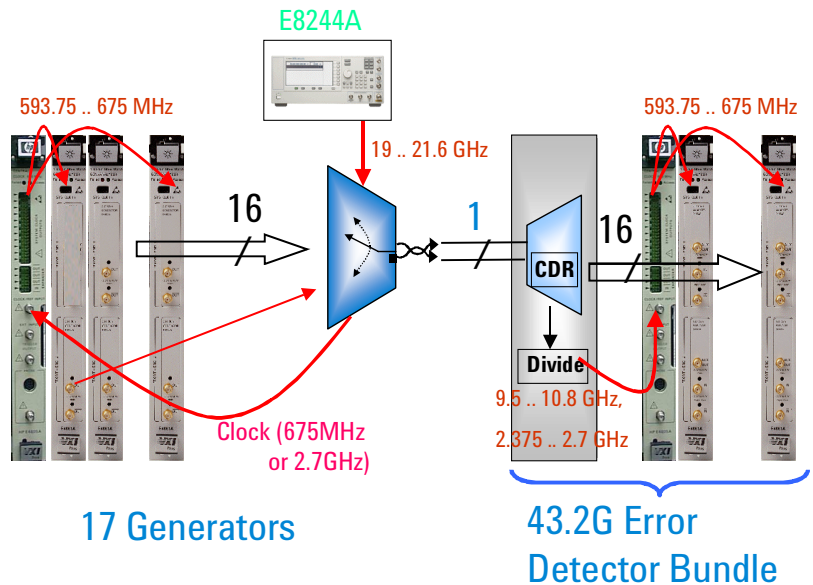 E8244A
593.75 .. 675 MHz
593.75 .. 675 MHz
19 .. 21.6 GHz
16
1
16
CDR
Divide
9.5 .. 10.8 GHz,
2.375 .. 2.7 GHz
Clock (675MHz
or 2.7GHz)
17 Generators
43.2G Error
Detector Bundle